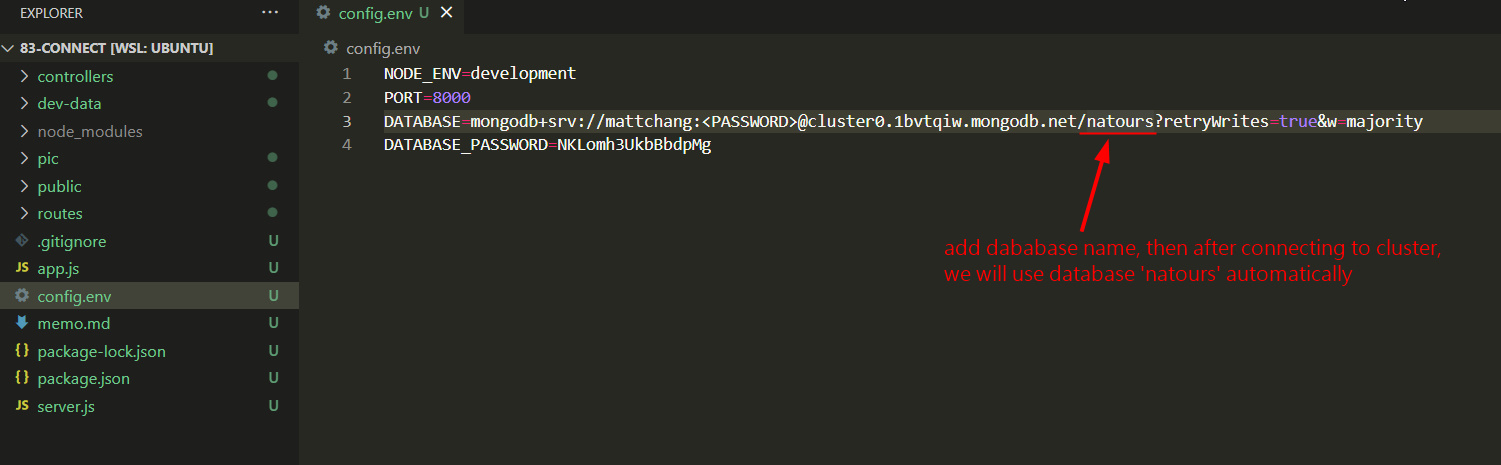 EXPLORER
config.env U
83-CONNECT [WSL: UBUNTU]
config.env
controllers
dev-data
node_modules
pic
public
routes
.gitignore U
JS app.js U
config.env U
memo.md U
{} package-lock.json U
{} package.json U
JS server.js U
1 NODE_ENV=development
2 PORT=8000
3 DATABASE=mongodb+srv://mattchang:<PASSWORD>@cluster0.1bvtqiw.mongodb.net/natours?retryWrites=true&w=majority
4 DATABASE_PASSWORD=NKLomh3UkbBbdpMg
add dababase name, then after connecting to cluster,
we will use database 'natours' automatically